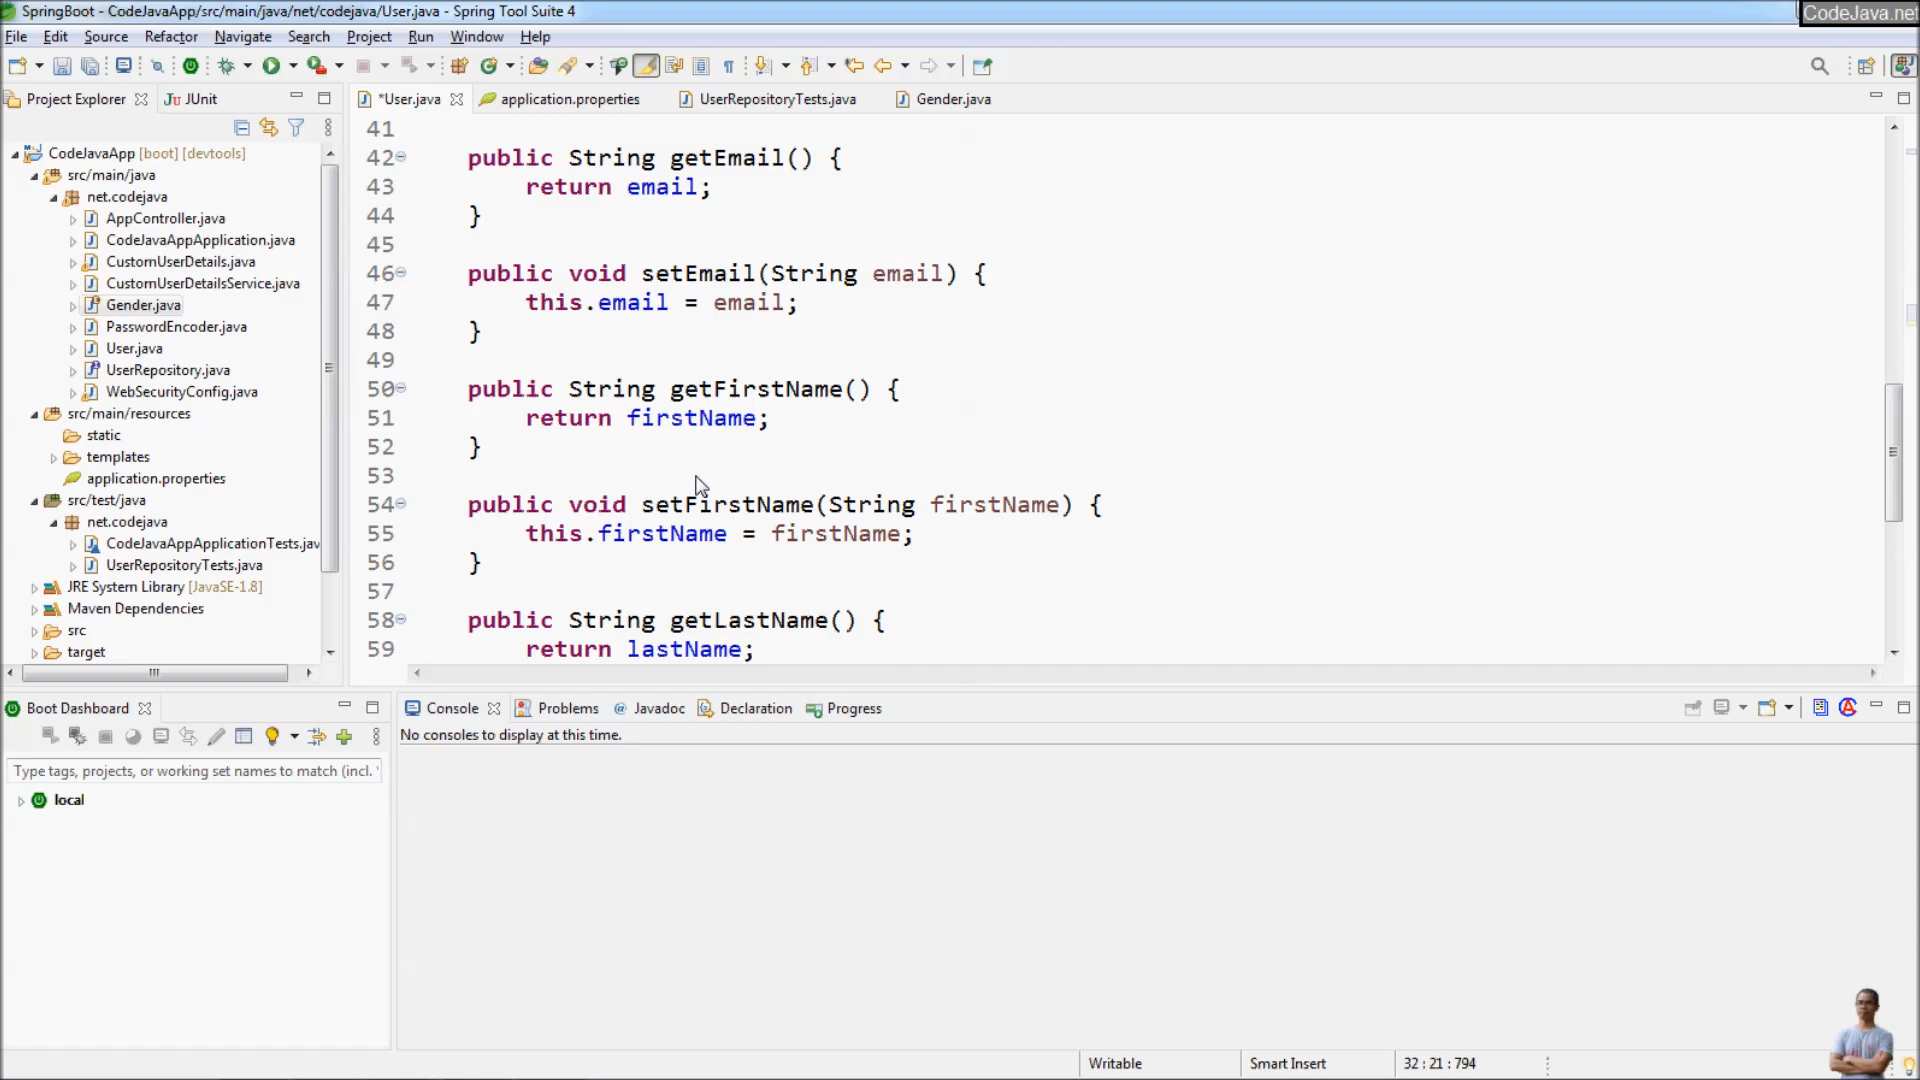 SpringBoot - CodeJavaApp/src/main/java/net/codejava/User.java - Spring Tool Suite 4
CodeJava.net
File Edit Source Refactor Navigate Search Project Run Window Help
Project Explorer JUnit
*User.java application.properties UserRepositoryTests.java Gender.java
CodeJavaApp [boot] [devtools]
src/main/java
net.codejava
AppController.java
CodeJavaAppApplication.java
CustomUserDetails.java
CustomUserDetailsService.java
Gender.java
PasswordEncoder.java
User.java
UserRepository.java
WebSecurityConfig.java
src/main/resources
static
templates
application.properties
src/test/java
net.codejava
CodeJavaAppApplicationTests.jav
UserRepositoryTests.java
JRE System Library [JavaSE-1.8]
Maven Dependencies
src
target
41
42 public String getEmail() {
43 return email;
44 }
45
46 public void setEmail(String email) {
47 this.email = email;
48 }
49
50 public String getFirstName() {
51 return firstName;
52 }
53
54 public void setFirstName(String firstName) {
55 this.firstName = firstName;
56 }
57
58 public String getLastName() {
59 return lastName;
Boot Dashboard
Type tags, projects, or working set names to match (incl. 
local
Console Problems @ Javadoc Declaration Progress
No consoles to display at this time.
Writable Smart Insert 32 : 21 : 794